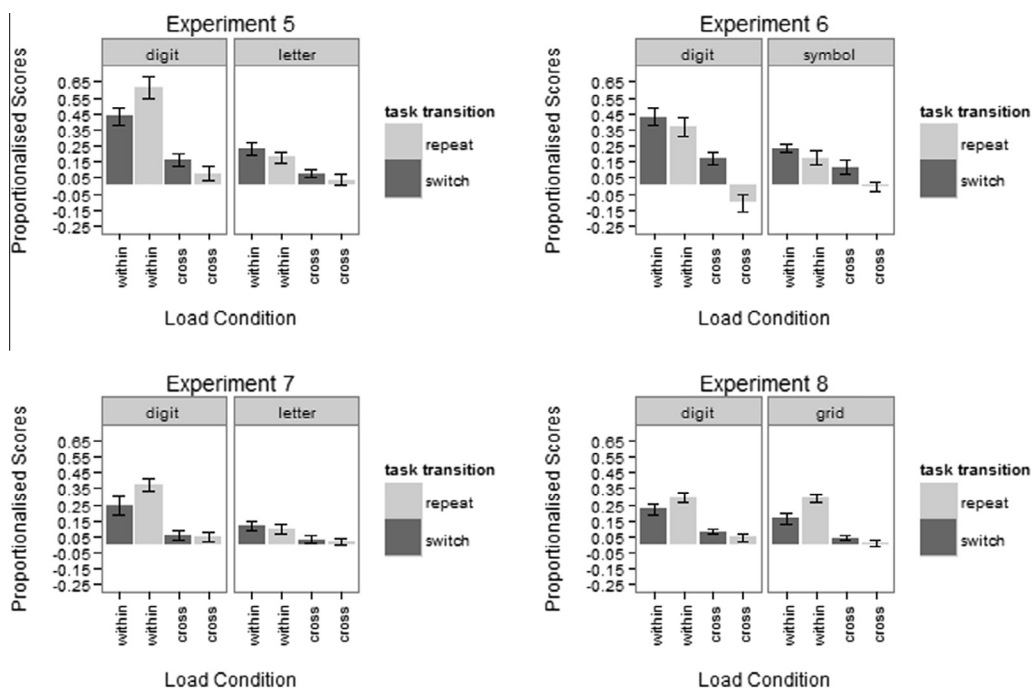 Experiment 5
digit letter
Proportionalised Scores
0.65
0.55
0.45
0.35
0.25
0.15
0.05
-0.05
-0.15
-0.25
within within cross cross within within cross cross
Load Condition
task transition
repeat
switch
Experiment 6
digit symbol
Proportionalised Scores
0.65
0.55
0.45
0.35
0.25
0.15
0.05
-0.05
-0.15
-0.25
within within cross cross within within cross cross
Load Condition
task transition
repeat
switch
Experiment 7
digit letter
Proportionalised Scores
0.65
0.55
0.45
0.35
0.25
0.15
0.05
-0.05
-0.15
-0.25
within within cross cross within within cross cross
Load Condition
task transition
repeat
switch
Experiment 8
digit grid
Proportionalised Scores
0.65
0.55
0.45
0.35
0.25
0.15
0.05
-0.05
-0.15
-0.25
within within cross cross within within cross cross
Load Condition
task transition
repeat
switch